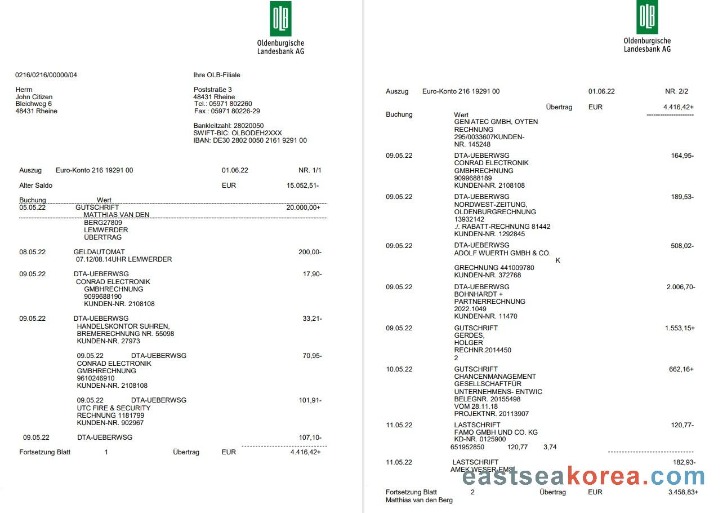 OLB
Oldenburgische
Landesbank AG
0216/0216/00000/04
Ihre OLB-Filiale
Herrn
John Citizen
Bleichweg 6
48431 Rheine
Poststraße 3
48431 Rheine
Tel.: 05971 802260
Fax : 05971 80226-29
Bankleitzahl: 28020050
SWIFT-BIC: OLBODEH2XXX
IBAN: DE30 2802 0050 2161 9291 00
Auszug Euro-Konto 216 19291 00 01.06.22 NR. 1/1
Alter Saldo EUR 15.052,51-
Buchung Wert
05.05.22 GUTSCHRIFT 20.000,00+
MATTHIAS VAN DEN
BERG27809
LEMWERDER
ÜBERTRAG
08.05.22 GELDAUTOMAT 200,00-
07.12/08.14UHR LEMWERDER
09.05.22 DTA-UEBERWSG 17,90-
CONRAD ELECTRONIK
GMBHRECHNUNG
9099688190
KUNDEN-NR. 2108108
09.05.22 DTA-UEBERWSG 33,21-
HANDELSKONTOR SUHREN,
BREMERECHNUNG NR. 55098
KUNDEN-NR. 27973
09.05.22 DTA-UEBERWSG 70,95-
CONRAD ELECTRONIK
GMBHRECHNUNG
9610246910
KUNDEN-NR. 2108108
09.05.22 DTA-UEBERWSG 101,91-
UTC FIRE & SECURITY
RECHNUNG 1181799
KUNDEN-NR. 902967
09.05.22 DTA-UEBERWSG 107,10-
Fortsetzung Blatt 1 Übertrag EUR 4.416,42+
OLB
Oldenburgische
Landesbank AG
Auszug Euro-Konto 216 19291 00 01.06.22 NR. 2/2
Übertrag EUR 4.416,42+
Buchung Wert
GENIATEC GMBH, OYTEN
RECHNUNG
295/0033607KUNDEN-
NR. 145248
09.05.22 DTA-UEBERWSG 164,95-
CONRAD ELEKTRONIK
GMBHRECHNUNG
9099688189
KUNDEN-NR. 2108108
09.05.22 DTA-UEBERWSG 189,53-
NORDWEST-ZEITUNG,
OLDENBURGRECHNUNG
13932142
./. RABATT-RECHNUNG 81442
KUNDEN-NR. 1292845
09.05.22 DTA-UEBERWSG 508,02-
ADOLF WUERTH GMBH & CO.
K
GRECHNUNG 441009780
KUNDEN-NR. 372768
09.05.22 DTA-UEBERWSG 2.006,70-
BOHNHARDT +
PARTNERRECHNUNG
2022.1049
KUNDEN-NR. 11470
09.05.22 GUTSCHRIFT 1.553,15+
GERDES,
HOLGER
RECHNR.2014450
2
10.05.22 GUTSCHRIFT 662,16+
CHANCENMANAGEMENT
GESELLSCHAFTFÜR
UNTERNEHMENS- ENTWIC
BELEGNR. 20155498
VOM 28.11.18
PROJEKTNR. 20113907
11.05.22 LASTSCHRIFT 120,77-
FAMO GMBH UND CO. KG
KD-NR. 0125900
651952850 120,77 3,74
11.05.22 LASTSCHRIFT 182,93-
AMEX WESER-EMS
eastseakorea.com
Fortsetzung Blatt 2 Übertrag EUR 3.458,83+
Matthias van den Berg